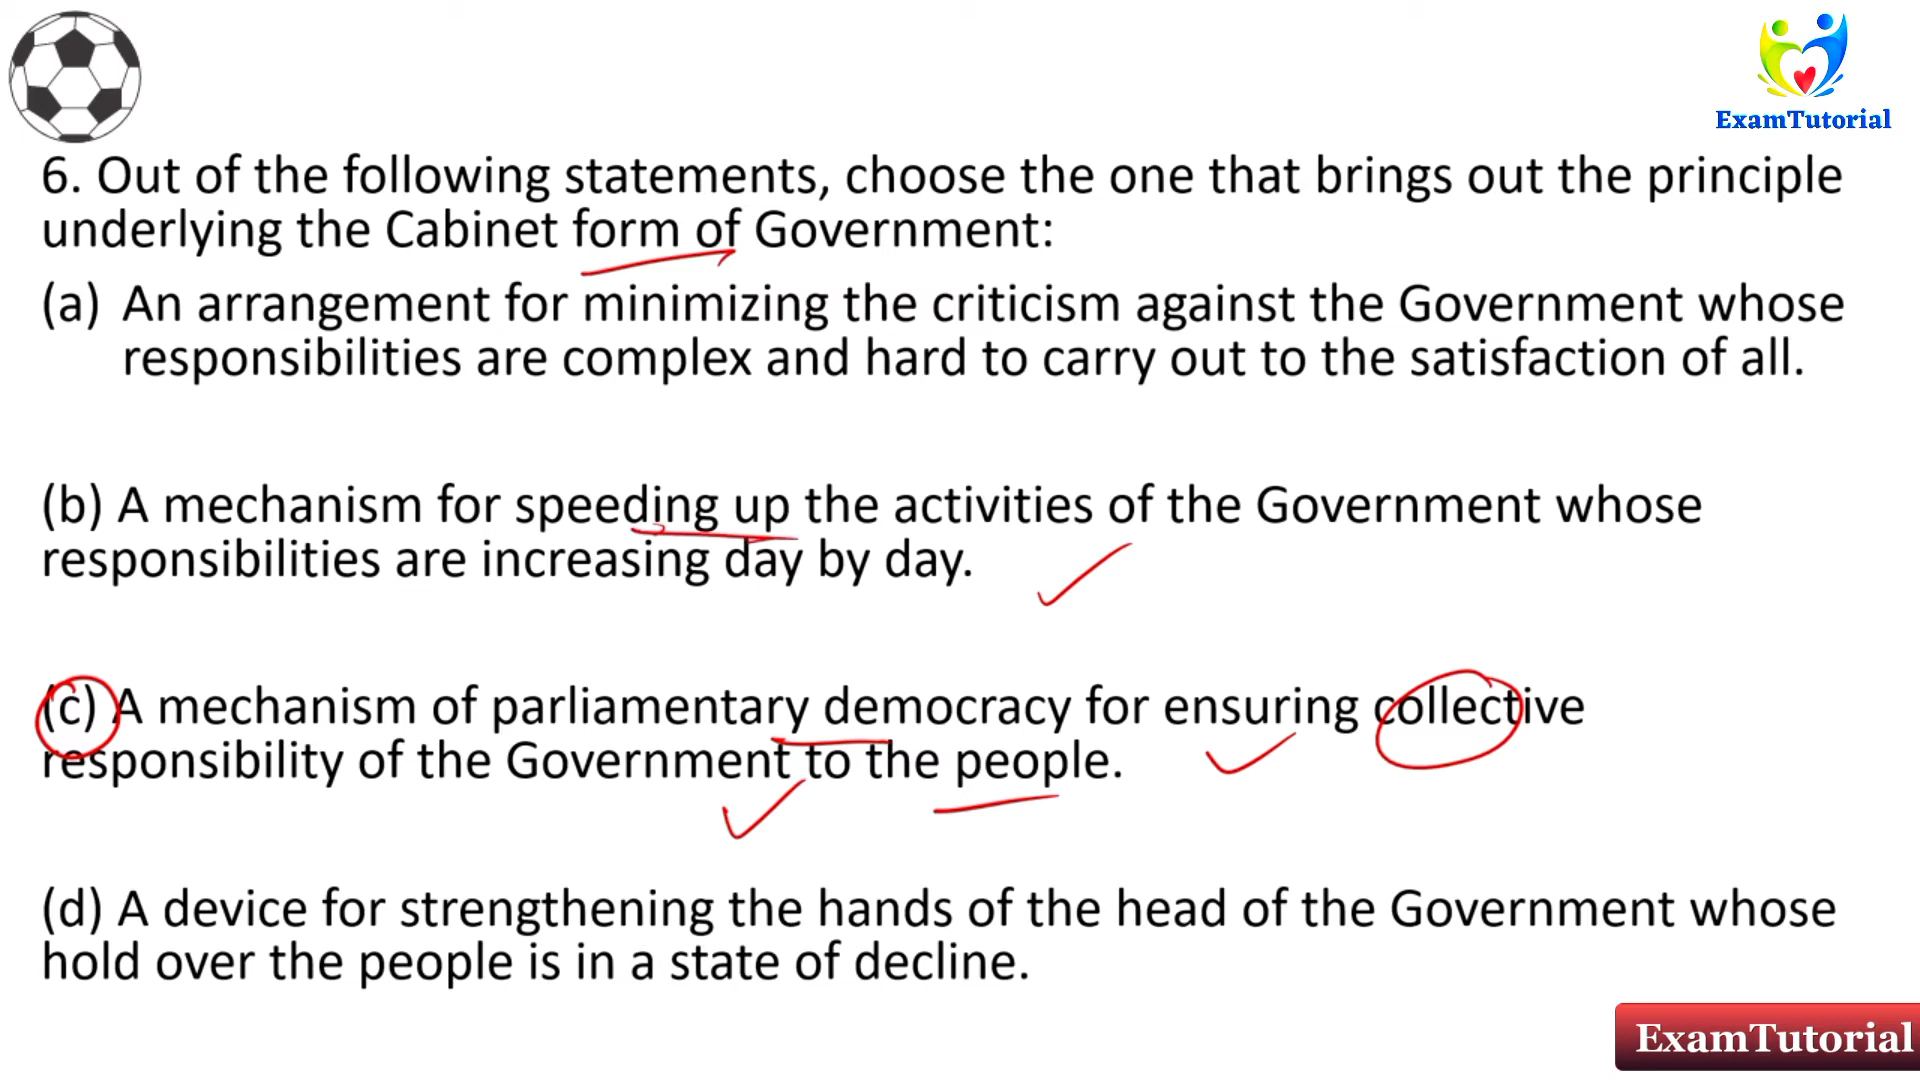 ExamTutorial
6. Out of the following statements, choose the one that brings out the principle
underlying the Cabinet form of Government:
(a) An arrangement for minimizing the criticism against the Government whose
responsibilities are complex and hard to carry out to the satisfaction of all.
(b) A mechanism for speeding up the activities of the Government whose
responsibilities are increasing day by day.
(c) A mechanism of parliamentary democracy for ensuring collective
responsibility of the Government to the people.
(d) A device for strengthening the hands of the head of the Government whose
hold over the people is in a state of decline.
ExamTutorial